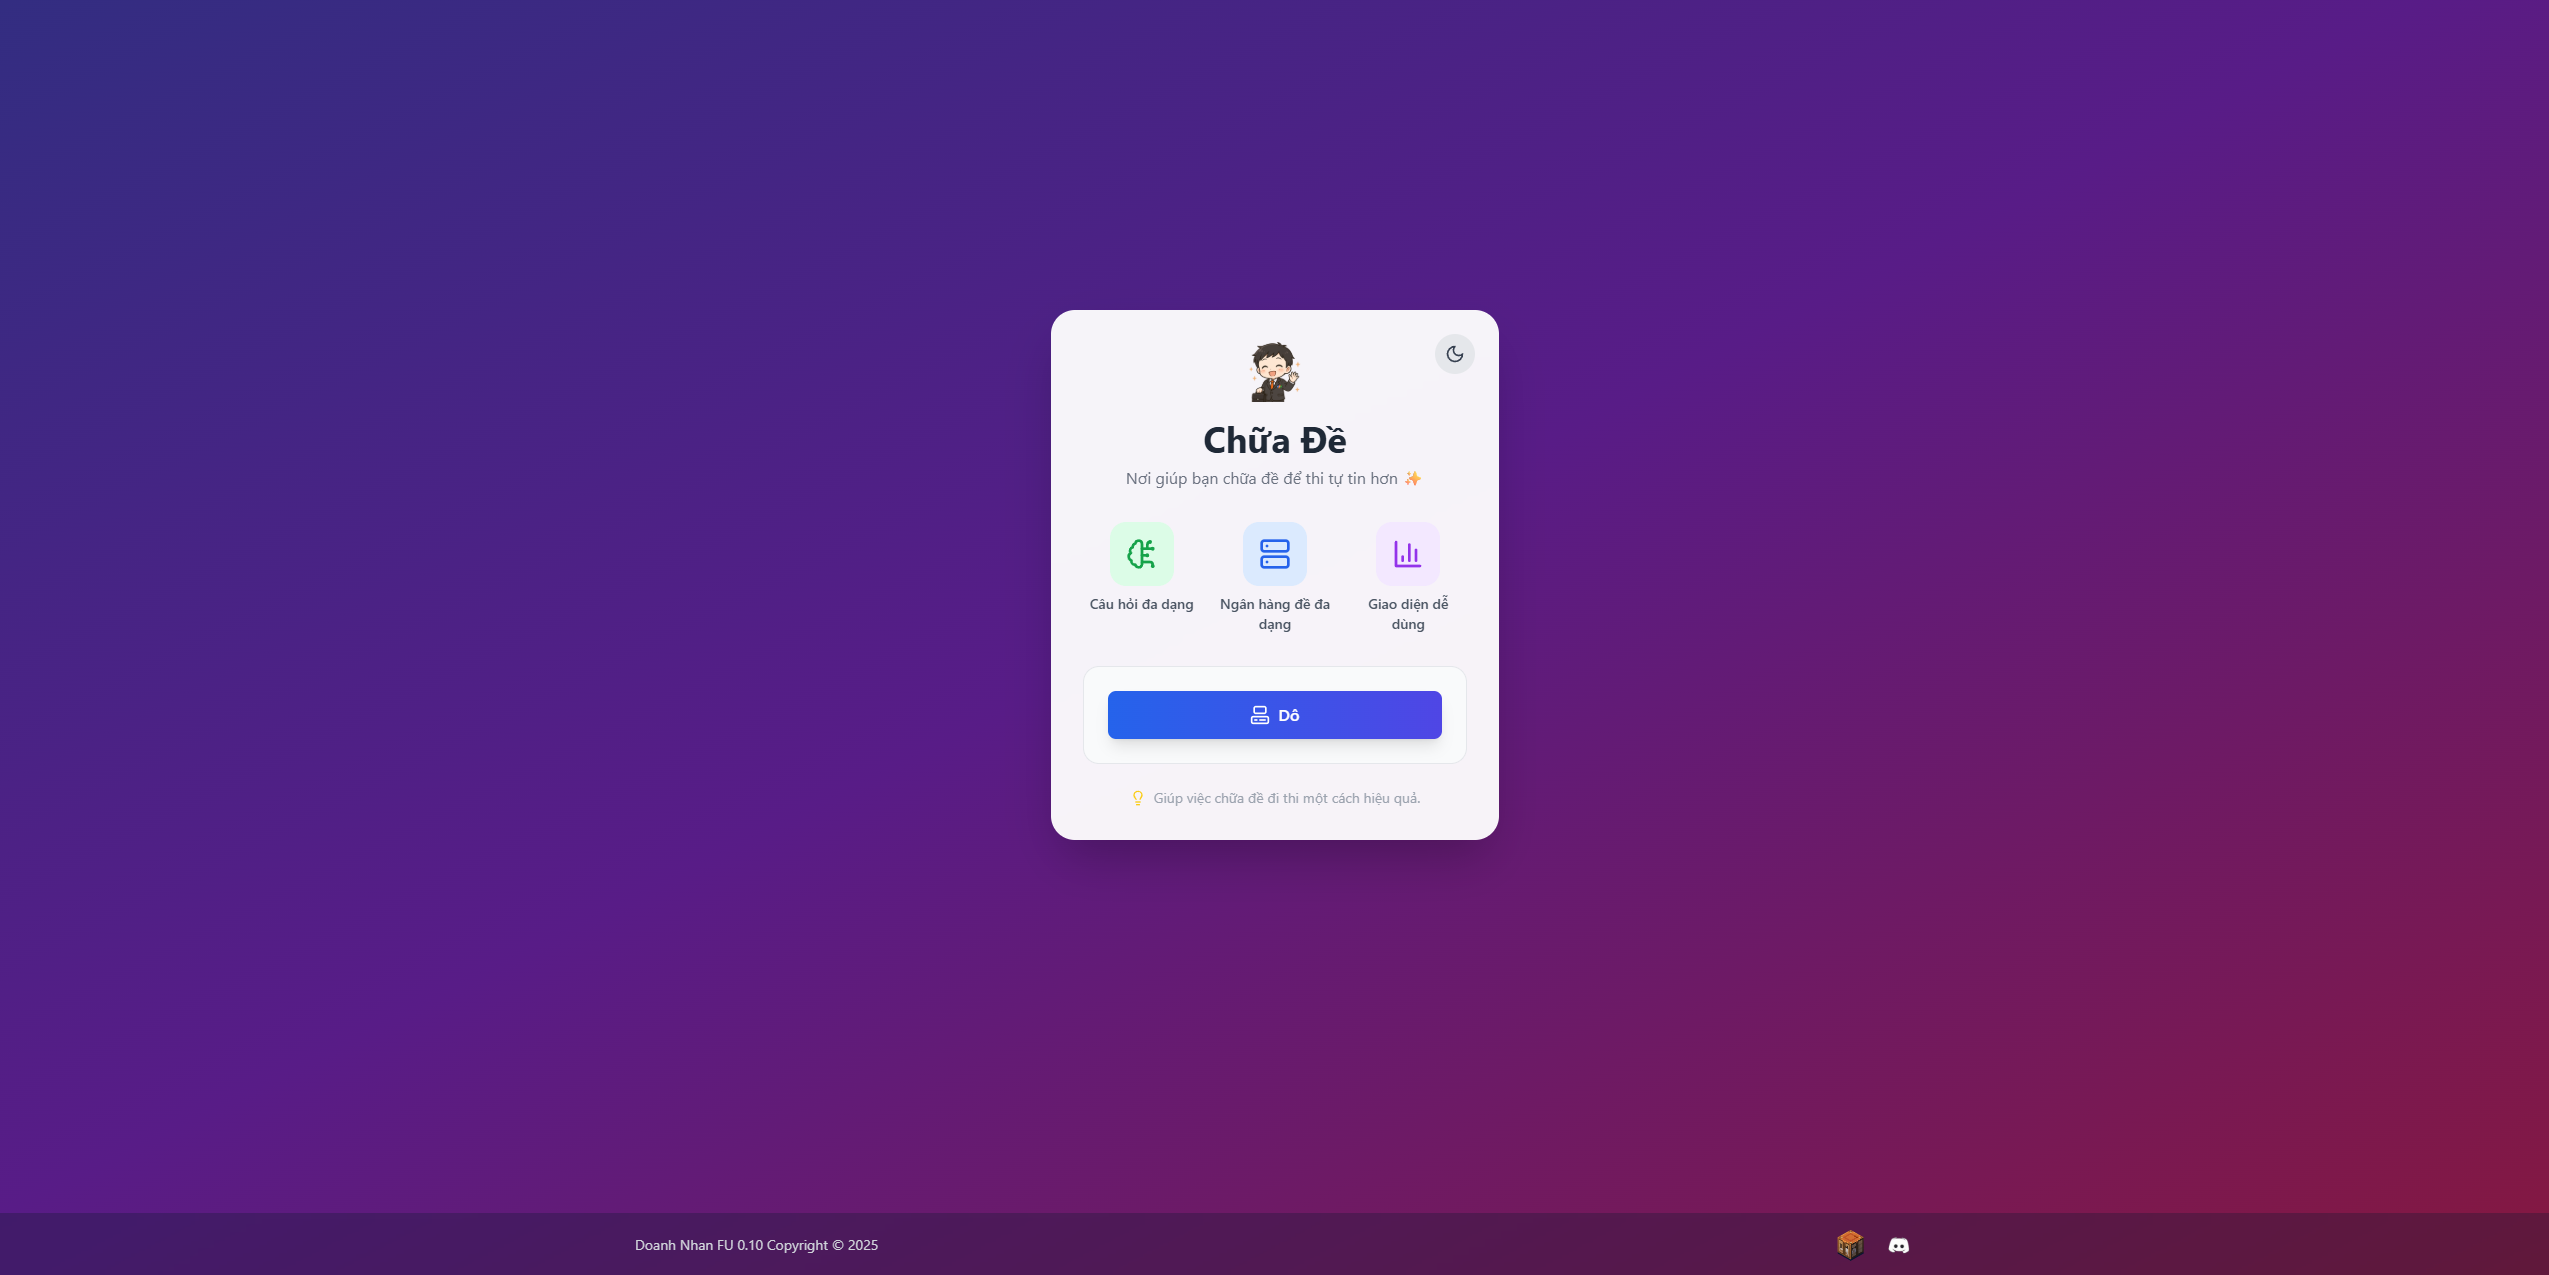 Chữa Đề
Nơi giúp bạn chữa đề để thi tự tin hơn ✨
Câu hỏi đa dạng
Ngân hàng đề đa
dạng
Giao diện dễ
dùng
Dô
Giúp việc chữa đề đi thi một cách hiệu quả.
Doanh Nhan FU 0.10 Copyright © 2025